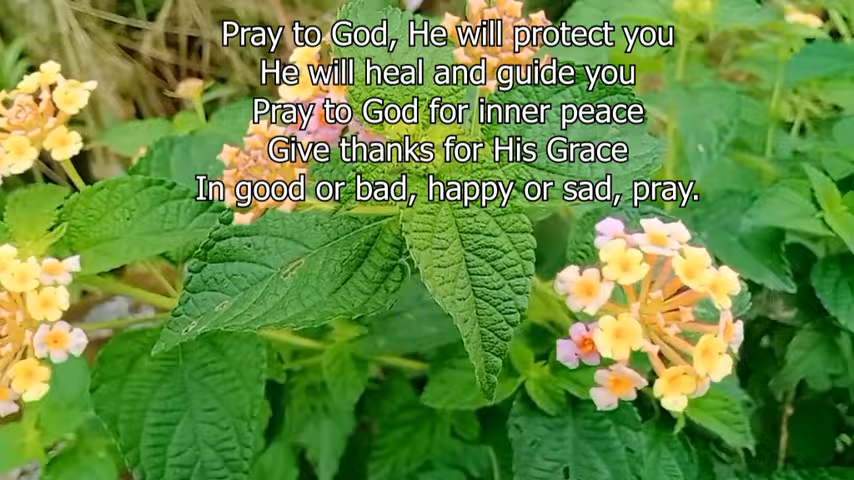 Pray to God, He will protect you
He will heal and guide you
Pray to God for inner peace
Give thanks for His Grace
In good or bad, happy or sad, pray.